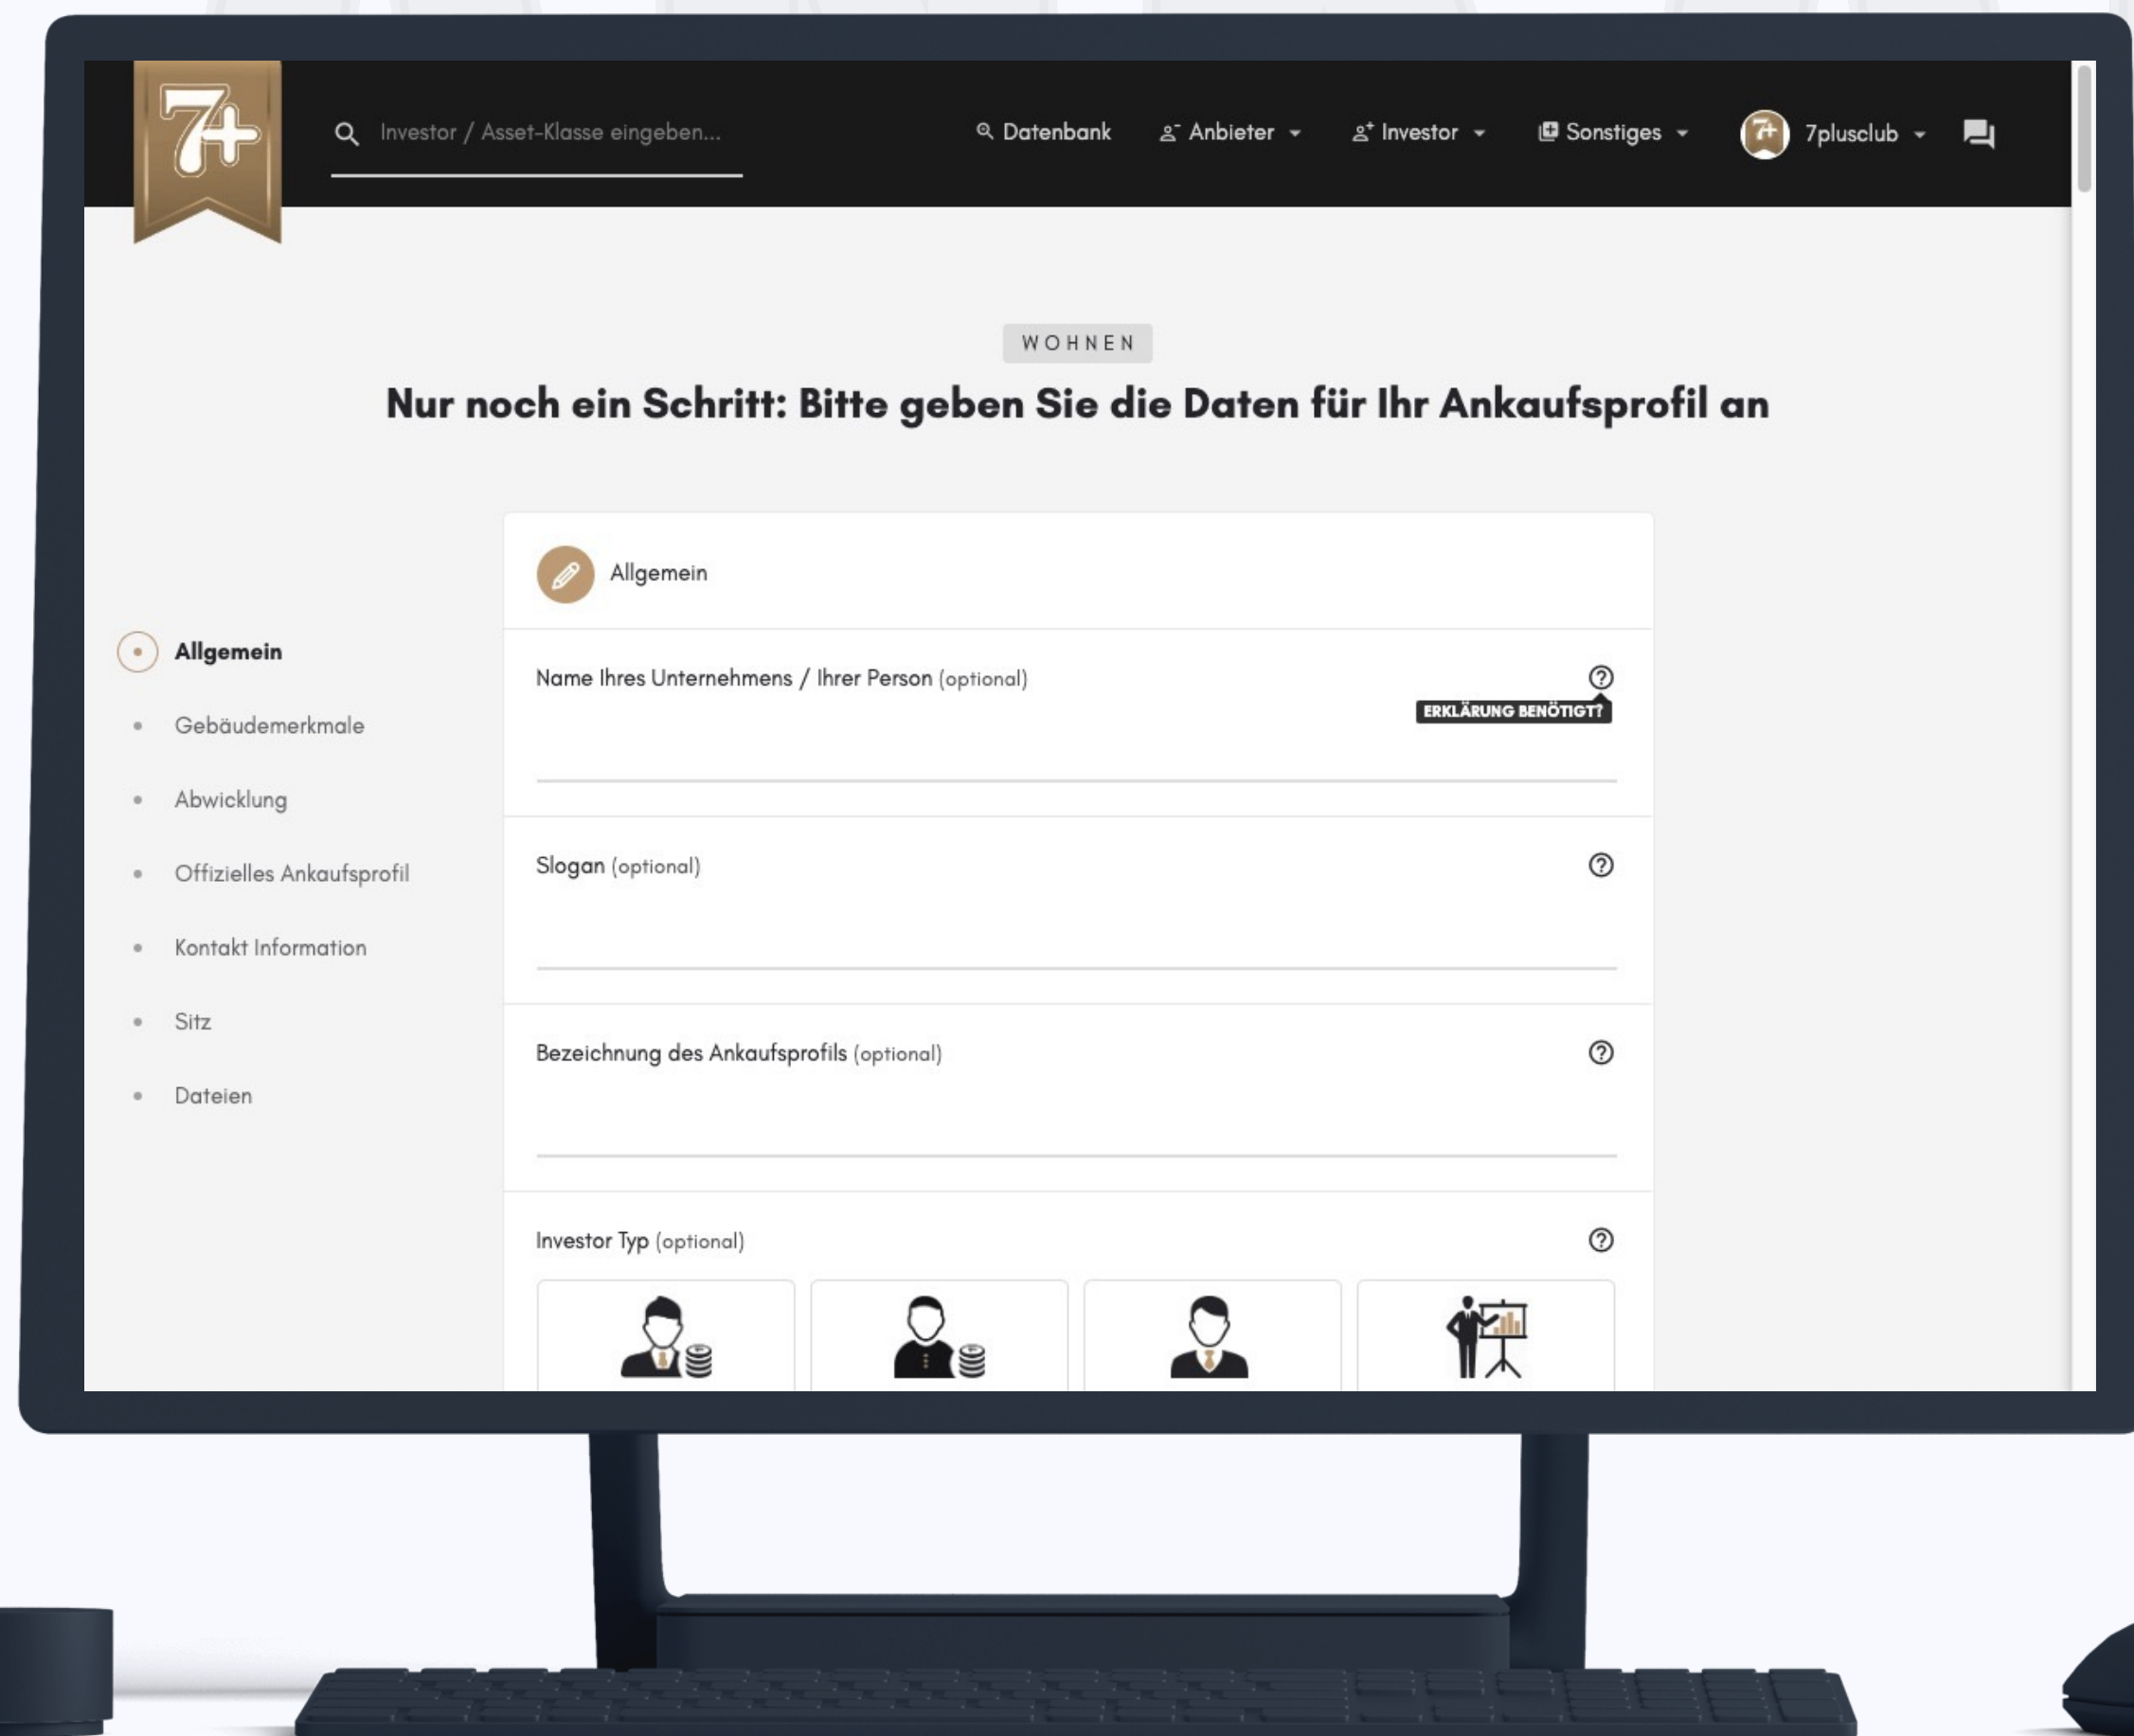 7+
Investor / Asset-Klasse eingeben...
Datenbank
Anbieter
Investor
Sonstiges
7+
7plusclub
WOHNEN
Nur noch ein Schritt: Bitte geben Sie die Daten für Ihr Ankaufsprofil an
Allgemein
Gebäudemerkmale
Abwicklung
Offizielles Ankaufsprofil
Kontakt Information
Sitz
Dateien
Allgemein
Name Ihres Unternehmens / Ihrer Person (optional)
ERKLÄRUNG BENÖTIGT?
Slogan (optional)
Bezeichnung des Ankaufsprofils (optional)
Investor Typ (optional)